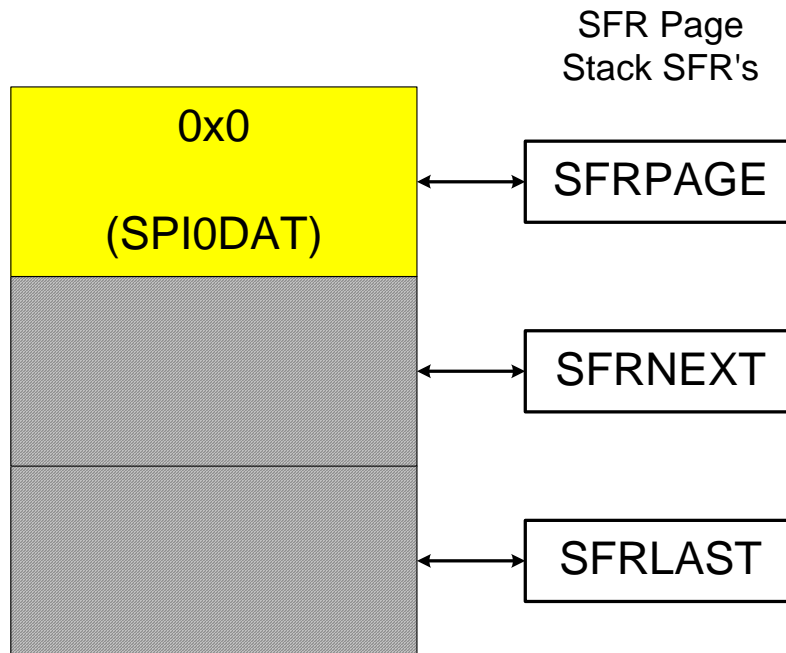 SFR Page
Stack SFR's
0x0
(SPI0DAT)
SFRPAGE
SFRNEXT
SFRLAST